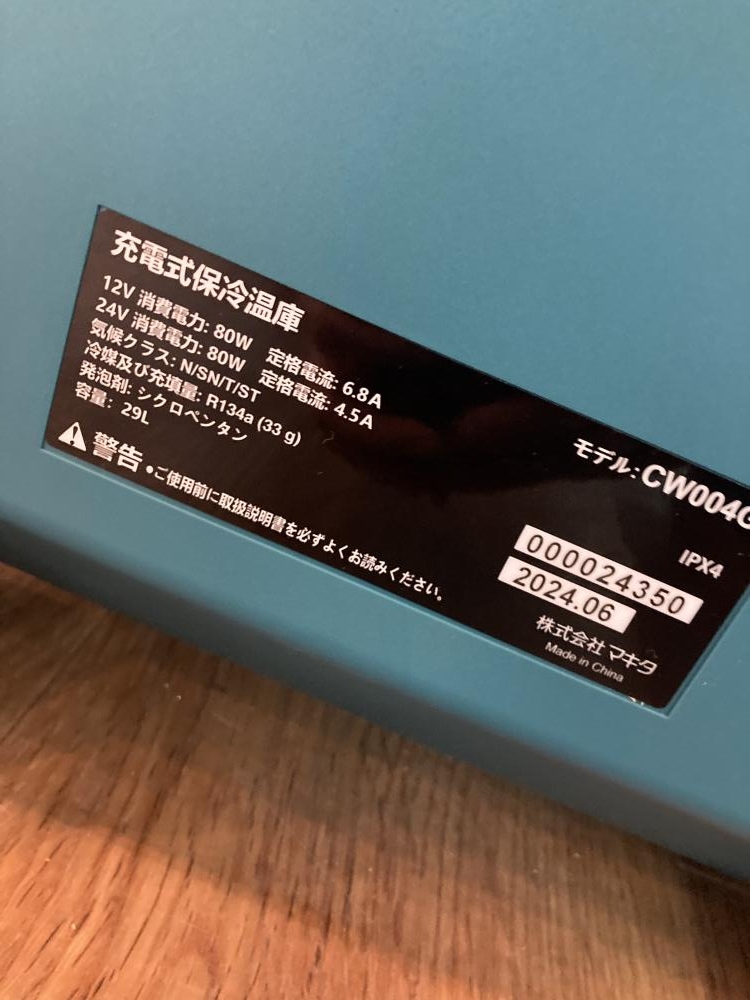 充電式保冷温庫
12V 消費電力: 80W 定格電流: 6.8A
24V 消費電力: 80W 定格電流: 4.5A
気候クラス: N/SN/T/ST
冷媒及び充填量: R134a (33 g)
発泡剤: シクロペンタン
容量: 29L
警告 •ご使用前に取扱説明書を必ずよくお読みください。
モデル: CW004G
IPX4
000024350
2024.06
株式会社 マキタ
Made in China